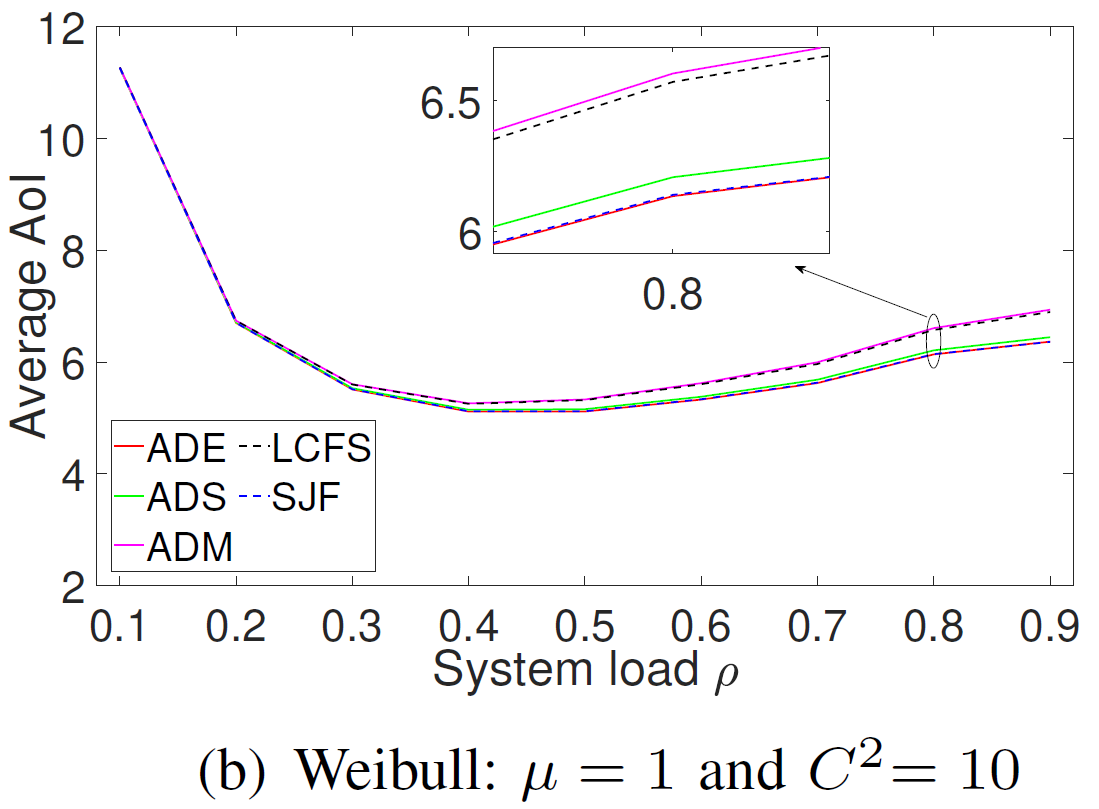 12
10
8
6
4
2
Average AoI
6.5
6
0.8
ADE LCFS
ADS SJF
ADM
0.1 0.2 0.3 0.4 0.5 0.6 0.7 0.8 0.9
System load ρ
(b) Weibull: μ = 1 and C² = 10